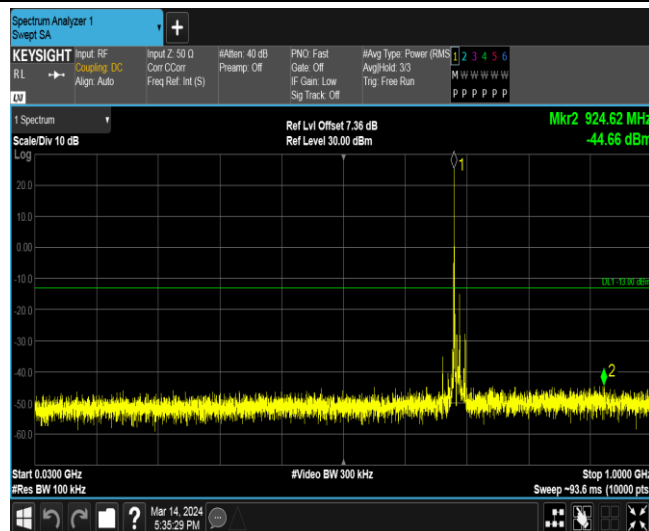 Spectrum Analyzer 1
Swept SA
+
KEYSIGHT
RL
LXI
Input: RF
Coupling: DC
Align: Auto
Input Z: 50 Ω
Corr CCorr
Freq Ref: Int (S)
#Atten: 40 dB
Preamp: Off
PNO: Fast
Gate: Off
IF Gain: Low
Sig Track: Off
#Avg Type: Power (RMS
Avg|Hold: 3/3
Trig: Free Run
1 2 3 4 5 6
M W W W W W
P P P P P P
1 Spectrum
Scale/Div 10 dB
Log
Ref Lvl Offset 7.36 dB
Ref Level 30.00 dBm
Mkr2 924.62 MHz
-44.66 dBm
1
20.0
10.0
0.00
-10.0
DL1 -13.00 dBm
-20.0
-30.0
-40.0
2
-50.0
-60.0
Start 0.0300 GHz
#Res BW 100 kHz
#Video BW 300 kHz
Stop 1.0000 GHz
Sweep ~93.6 ms (10000 pts
?
Mar 14, 2024
5:35:29 PM